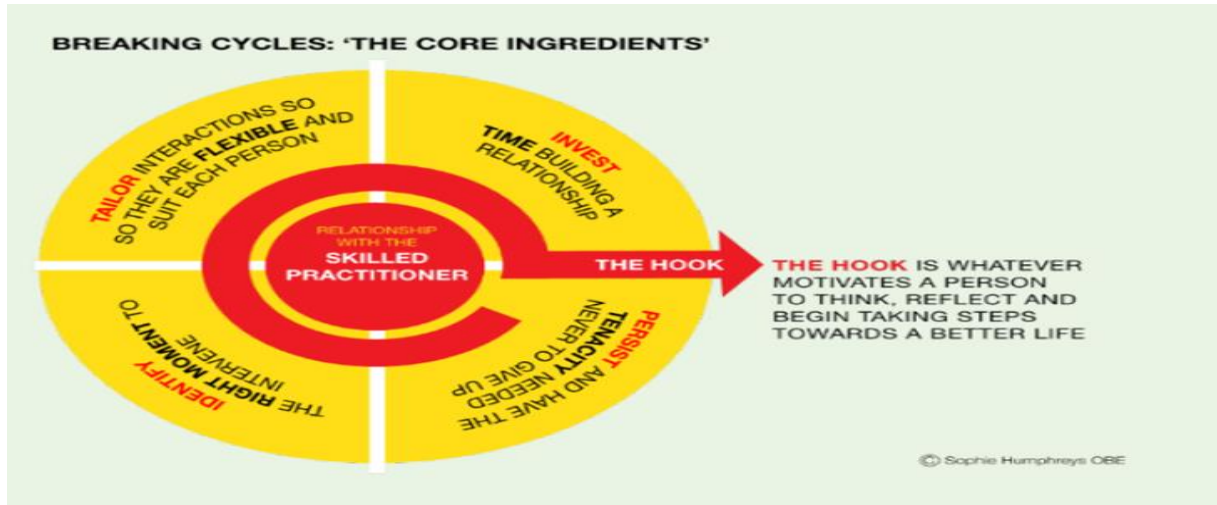 BREAKING CYCLES: ‘THE CORE INGREDIENTS’
TAILOR INTERACTIONS SO
SO THEY ARE FLEXIBLE AND
SUIT EACH PERSON
INVEST
TIME BUILDING A
RELATIONSHIP
RELATIONSHIP
WITH THE
SKILLED
PRACTITIONER
THE HOOK
THE HOOK IS WHATEVER
MOTIVATES A PERSON
TO THINK, REFLECT AND
BEGIN TAKING STEPS
TOWARDS A BETTER LIFE
IDENTIFY
THE RIGHT MOMENT TO
INTERVENE
PERSIST AND HAVE THE
TENACITY NEEDED
NEVER TO GIVE UP
© Sophie Humphreys OBE